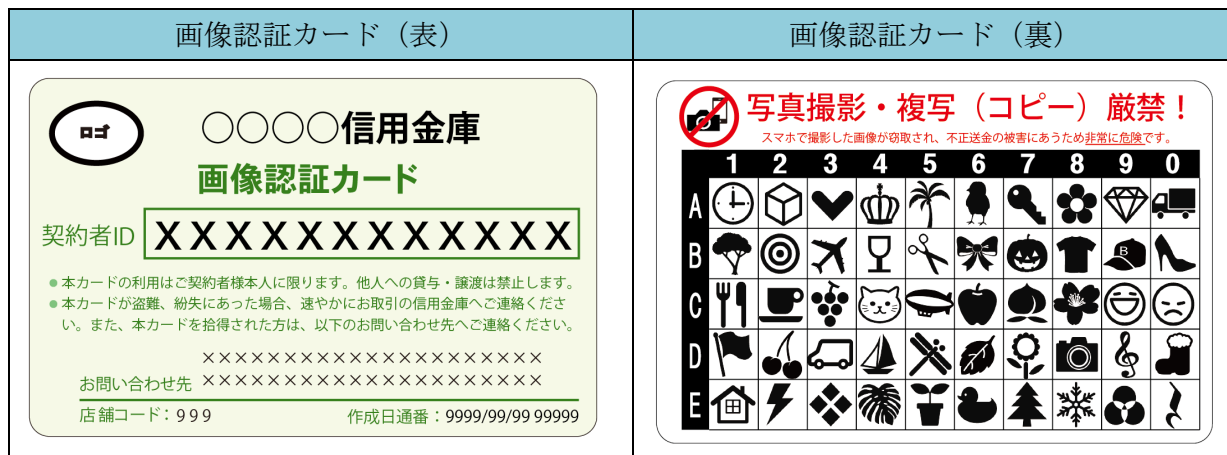 画像認証カード（表）
ロゴ
○○○○信用金庫
画像認証カード
契約者ID XXXXXXXXXXXX
●本カードの利用はご契約者様本人に限ります。他人への貸与・譲渡は禁止します。
●本カードが盗難、紛失にあった場合、速やかにお取引の信用金庫へご連絡くださ
い。また、本カードを拾得された方は、以下のお問い合わせ先へご連絡ください。
×××××××××××××××××××××
お問い合わせ先 ×××××××××××××××××××××
店舗コード：999 作成日通番：9999/99/99 99999
画像認証カード（裏）
写真撮影・複写（コピー）厳禁！
スマホで撮影した画像が窃取され、不正送金の被害にあうため非常に危険です。
1 2 3 4 5 6 7 8 9 0
A
B
B
C
D
E